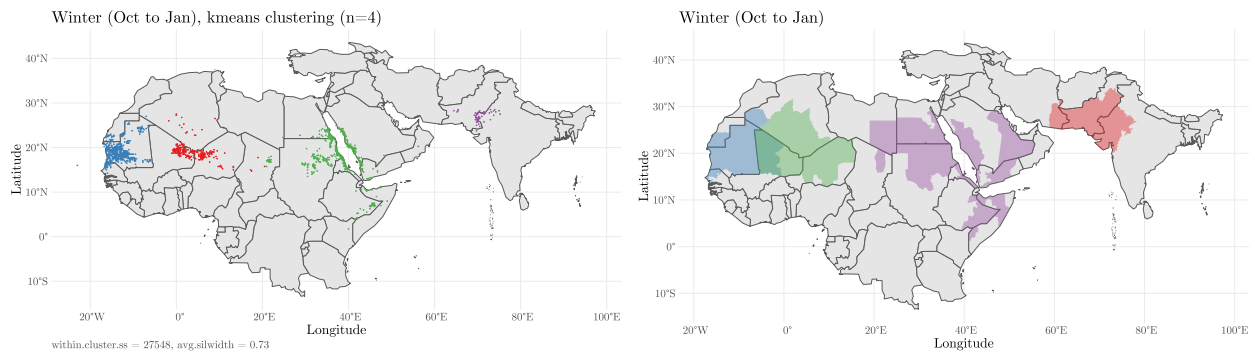 Winter (Oct to Jan), kmeans clustering (n=4)
40°N
30°N
20°N
10°N
0°
10°S
Latitude
20°W
0°
20°E
40°E
60°E
80°E
100°E
Longitude
within.cluster.ss = 27548, avg.silwidth = 0.73
Winter (Oct to Jan)
40°N
30°N
20°N
10°N
0°
10°S
Latitude
20°W
0°
20°E
40°E
60°E
80°E
100°E
Longitude